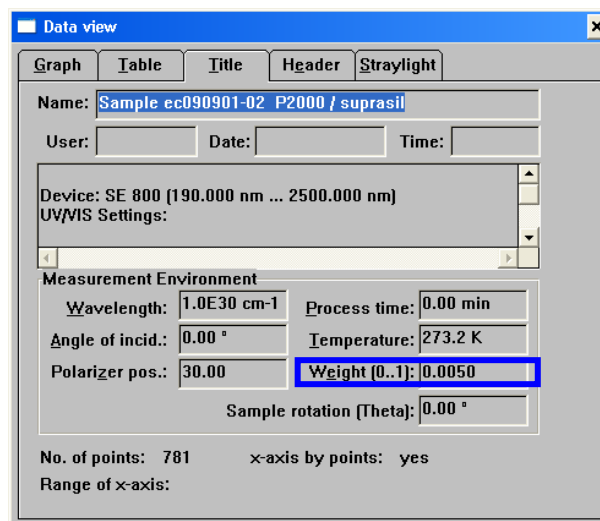 Data view
Graph Table Title Header Straylight
Name: Sample ec090901-02 P2000 / suprasil
User: Date: Time:
Device: SE 800 (190.000 nm ... 2500.000 nm)
UV/VIS Settings:
Measurement Environment
Wavelength: 1.0E30 cm-1 Process time: 0.00 min
Angle of incid.: 0.00 ° Temperature: 273.2 K
Polarizer pos.: 30.00 Weight (0..1): 0.0050
Sample rotation (Theta): 0.00 °
No. of points: 781 x-axis by points: yes
Range of x-axis: